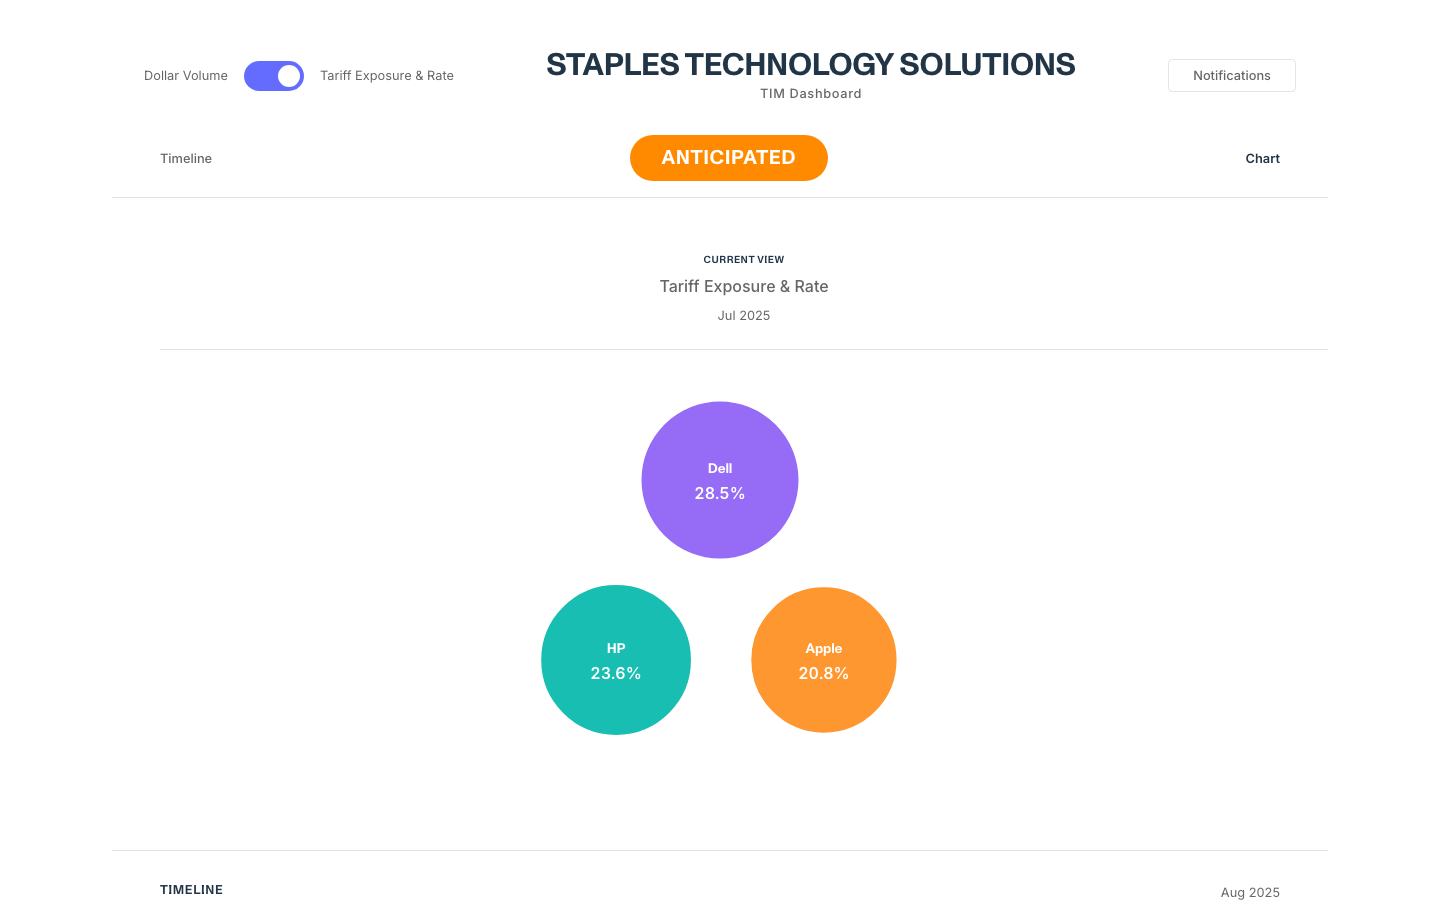 Dollar Volume
Tariff Exposure & Rate
STAPLES TECHNOLOGY SOLUTIONS
TIM Dashboard
Notifications
Timeline
ANTICIPATED
Chart
CURRENT VIEW
Tariff Exposure & Rate
Jul 2025
Dell
28.5%
HP
23.6%
Apple
20.8%
TIMELINE
Aug 2025